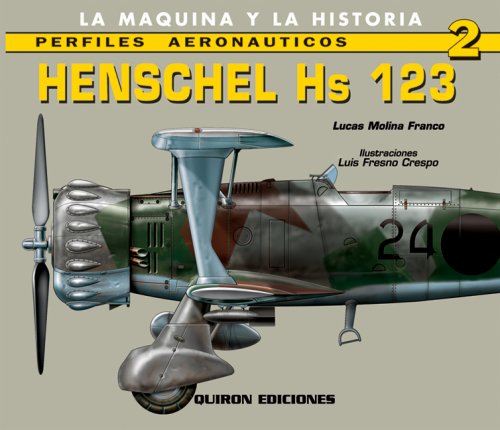 LA MAQUINA Y LA HISTORIA
PERFILES AERONAUTICOS 2
HENSCHEL Hs 123
Lucas Molina Franco
Ilustraciones
Luis Fresno Crespo
24
QUIRON EDICIONES